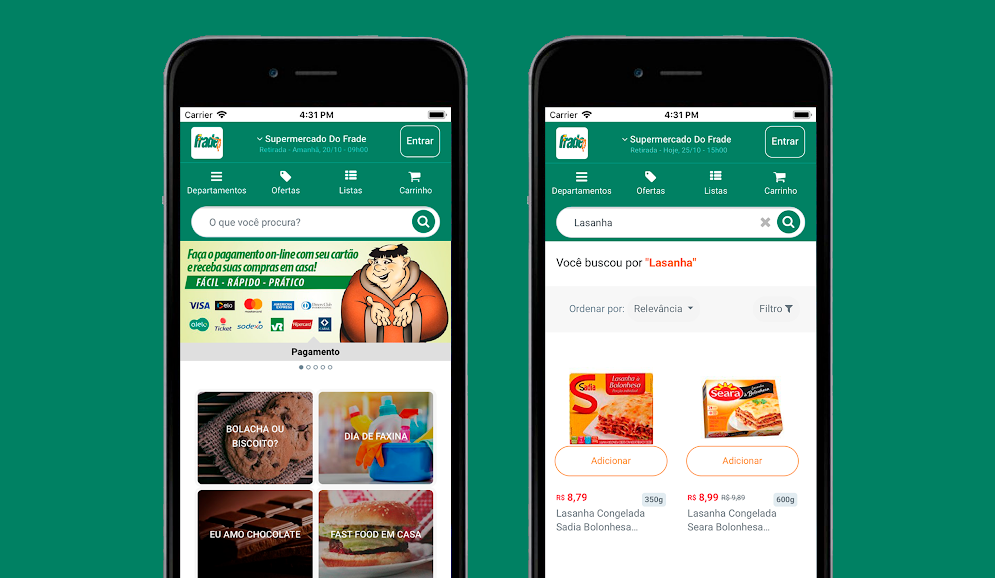 Carrier
4:31 PM
frade
Supermercado Do Frade
Retirada - Amanhã, 20/10 - 09h00
Entrar
Departamentos
Ofertas
Listas
Carrinho
O que você procura?
Faça o pagamento on-line com seu cartão
e receba suas compras em casa!
FÁCIL - RÁPIDO - PRÁTICO
VISA
elo
mastercard
AMERICAN EXPRESS
Diners Club
alelo
Ticket
sodexo
VR
Hipercard
Pagamento
BOLACHA OU
BISCOITO?
DIA DE FAXINA
EU AMO CHOCOLATE
FAST FOOD EM CASA
Carrier
4:31 PM
frade
Supermercado Do Frade
Retirada - Hoje, 25/10 - 15h00
Entrar
Departamentos
Ofertas
Listas
Carrinho
Lasanha
Você buscou por "Lasanha"
Ordenar por:
Relevância
Filtro
Sadia
Lasanha à
Bolonhesa
Seara
Adicionar
Adicionar
R$ 8,79
350g
Lasanha Congelada
Sadia Bolonhesa...
R$ 8,99 R$ 9,89
600g
Lasanha Congelada
Seara Bolonhesa...